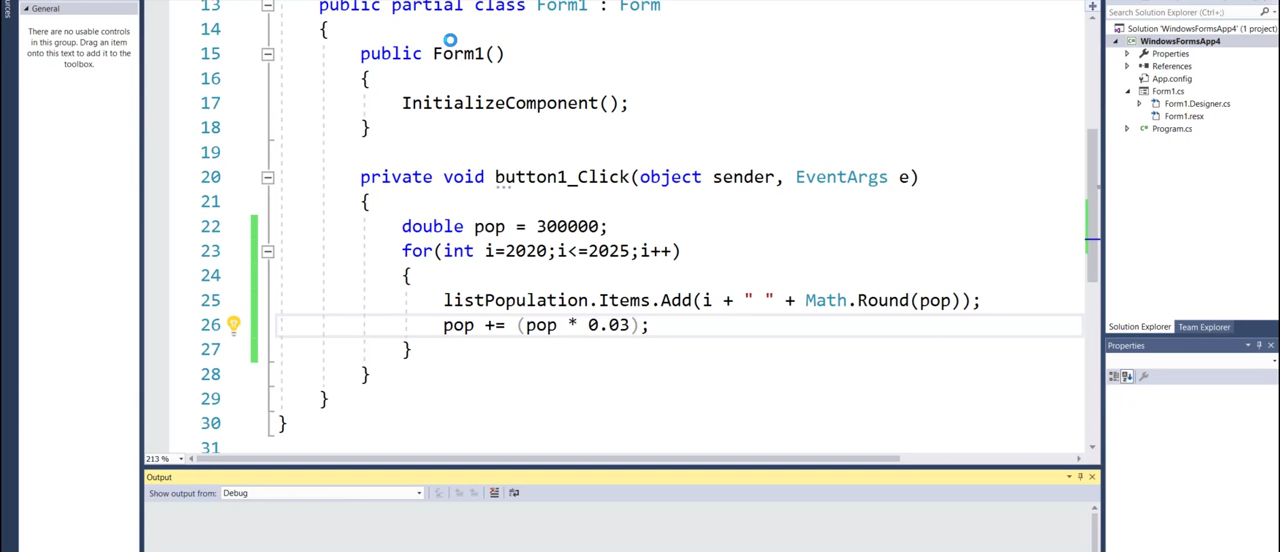 General
There are no usable controls
in this group. Drag an item
onto this text to add it to the
toolbox.
13 public partial class Form1 : Form
14 {
15 public Form1()
16 {
17 InitializeComponent();
18 }
19
20 private void button1_Click(object sender, EventArgs e)
21 {
22 double pop = 300000;
23 for(int i=2020;i<=2025;i++)
24 {
25 listPopulation.Items.Add(i + " " + Math.Round(pop));
26 pop += (pop * 0.03);
27 }
28 }
29 }
30 }
31
213 %
Output
Show output from: Debug
Search Solution Explorer (Ctrl+;)
Solution 'WindowsFormsApp4' (1 project)
WindowsFormsApp4
Properties
References
App.config
Form1.cs
Form1.Designer.cs
Form1.resx
Program.cs
Solution Explorer Team Explorer
Properties